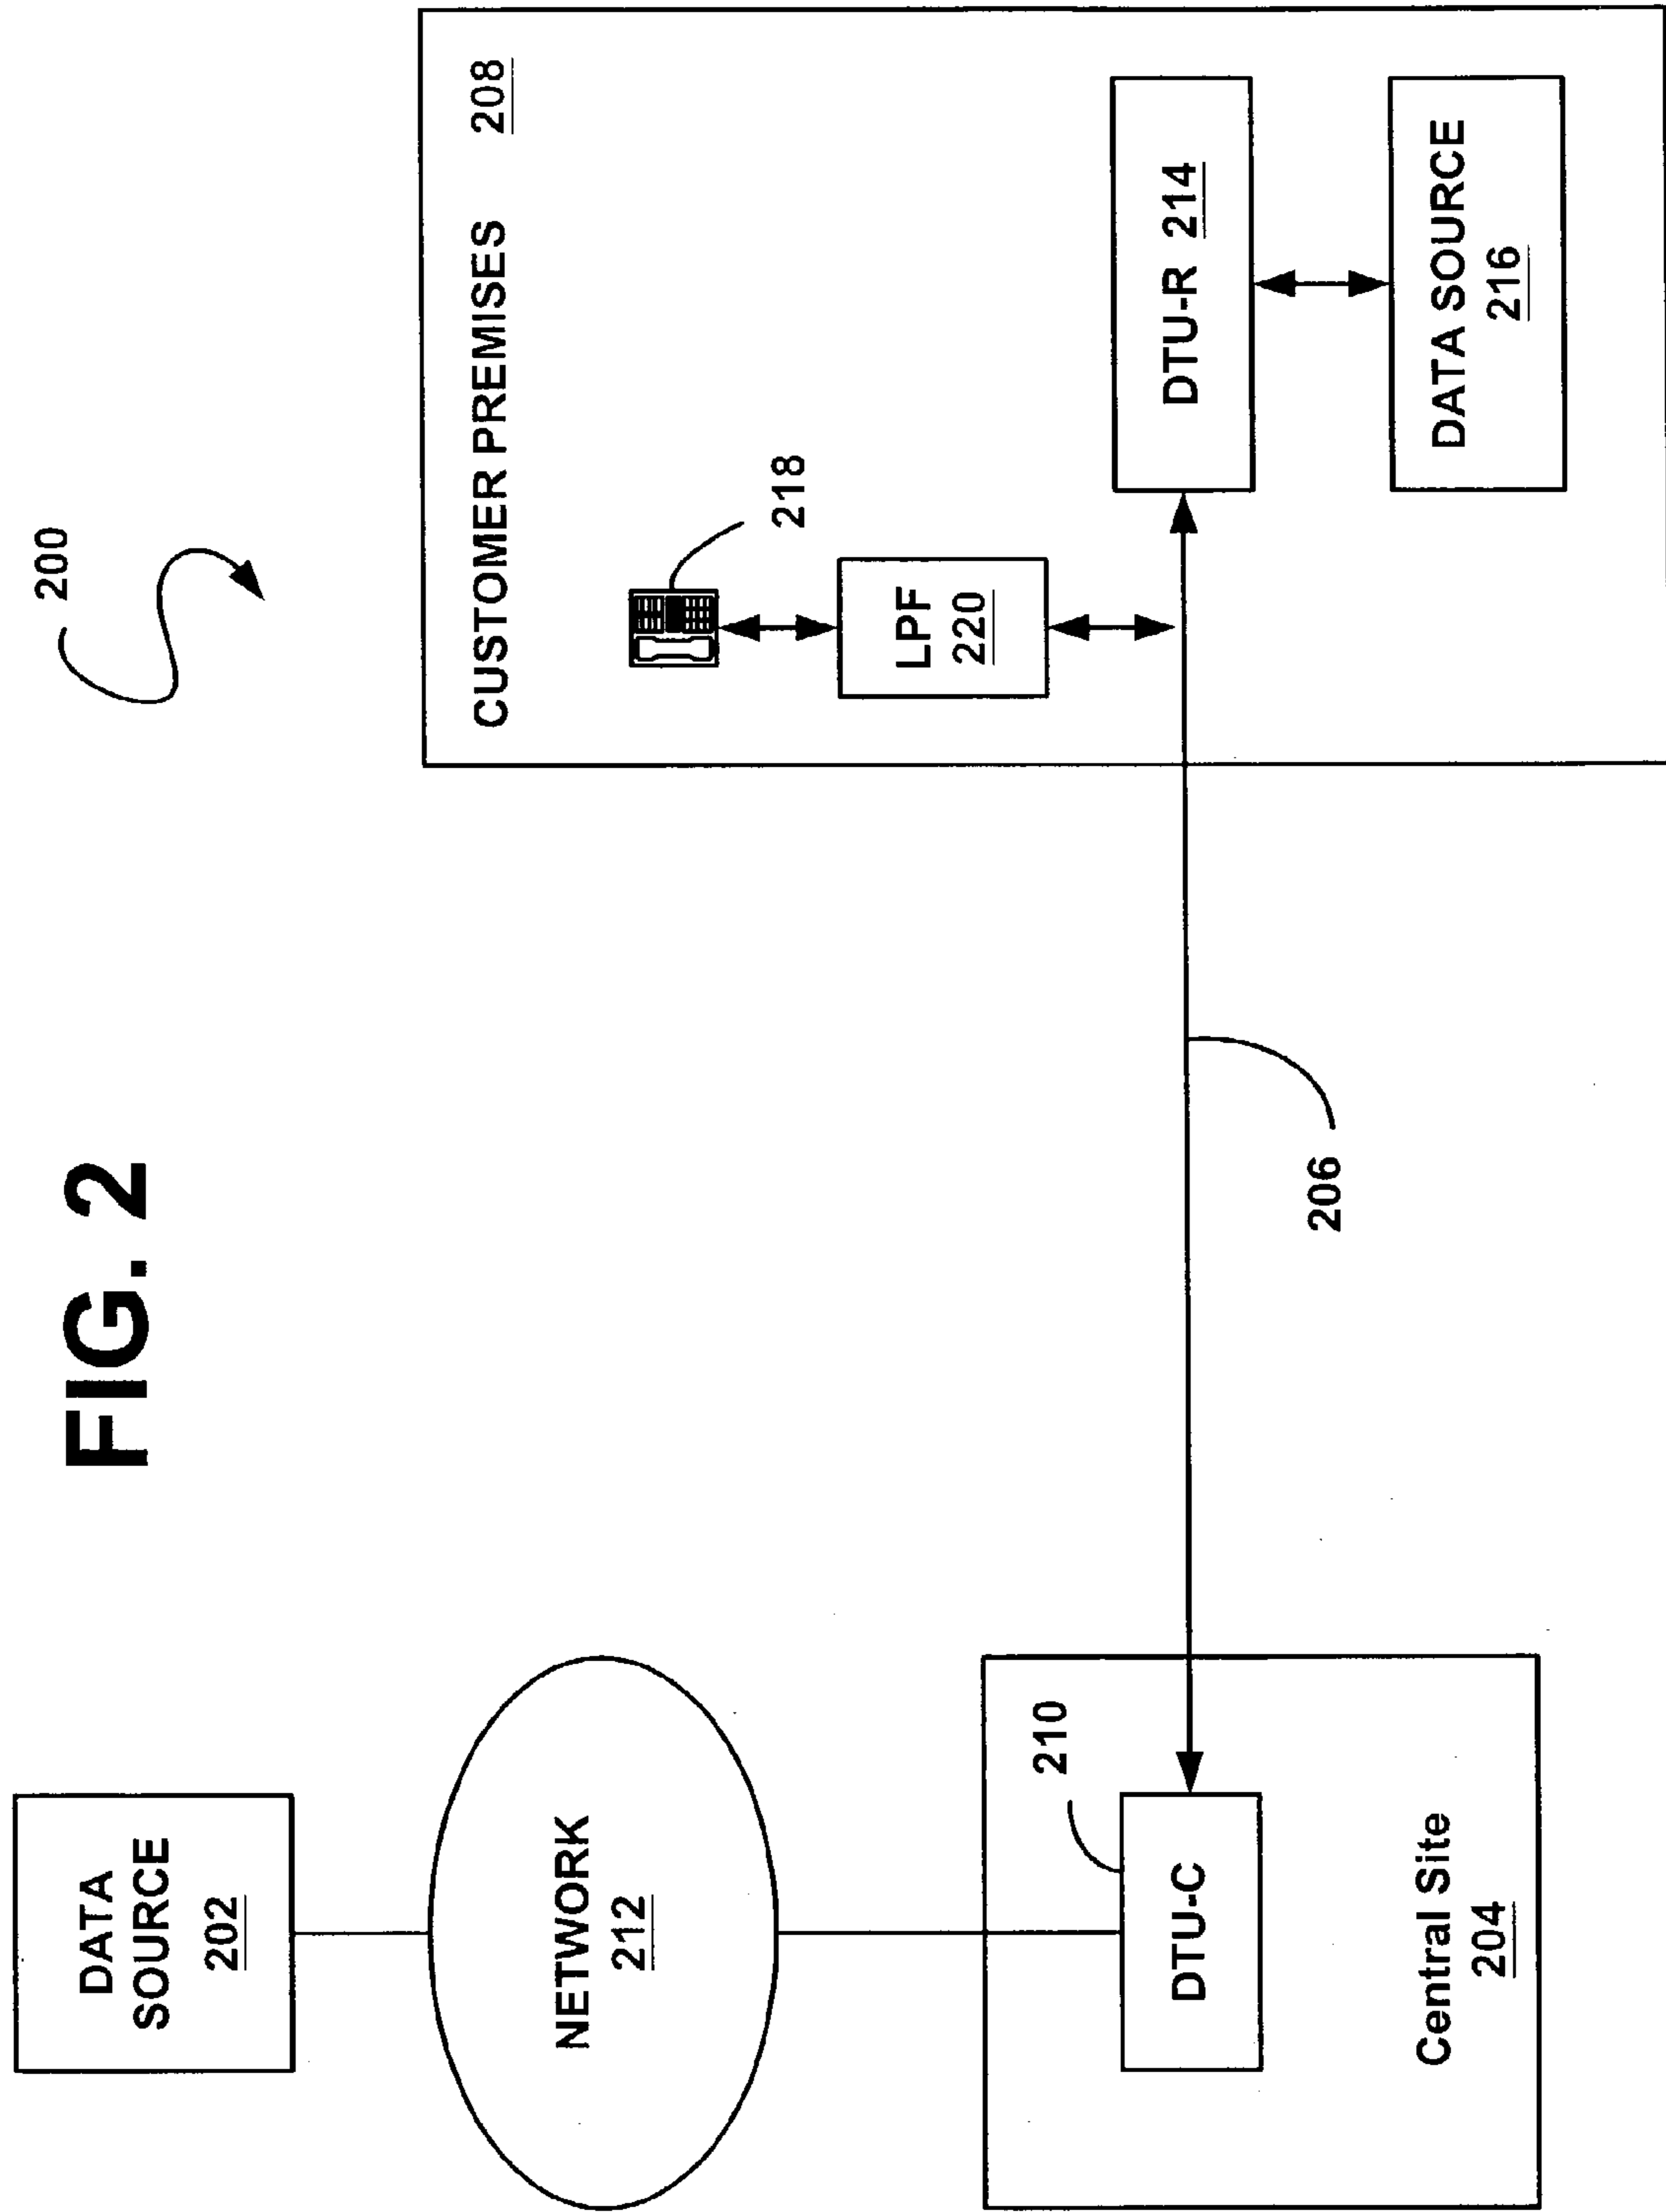 FIG. 2
200
DATA
SOURCE
202
NETWORK
212
210
DTU-C
Central Site
204
206
CUSTOMER PREMISES 208
218
LPF
220
DTU-R 214
DATA SOURCE
216